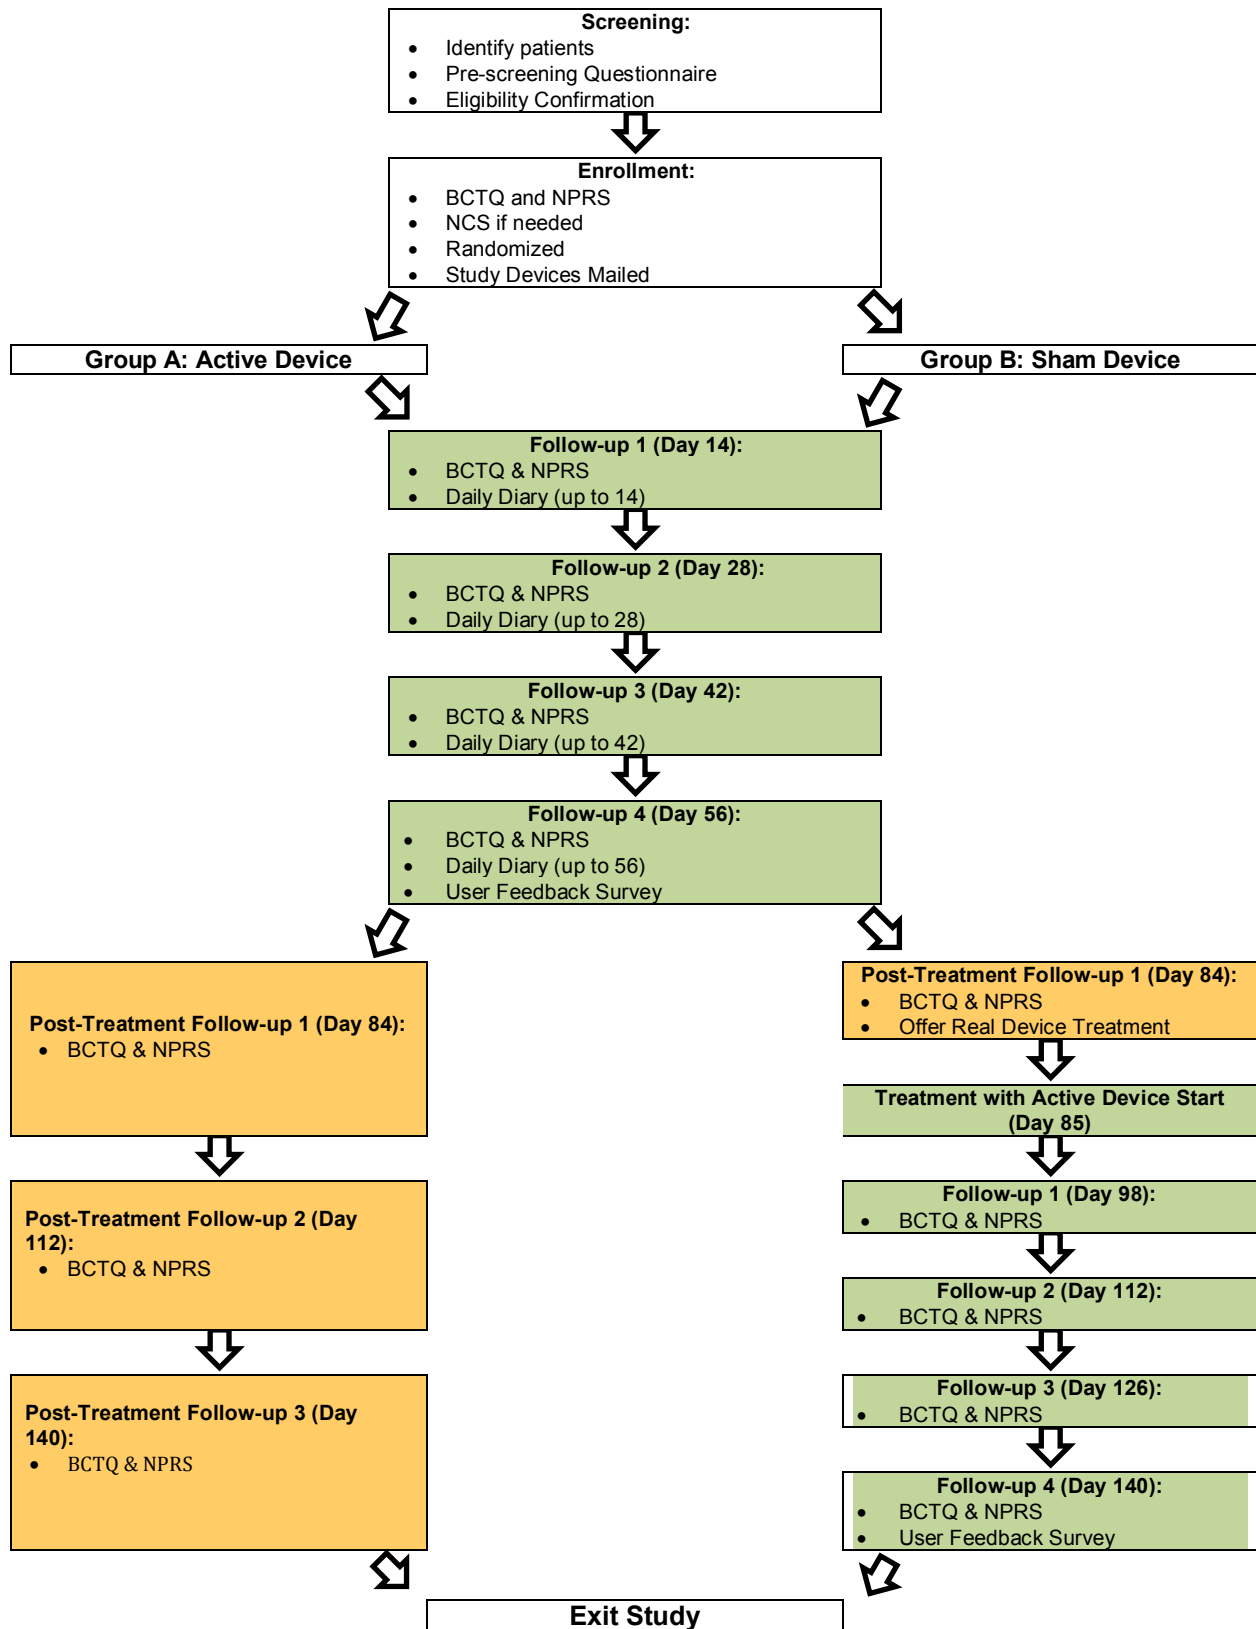 Screening:
• Identify patients
• Pre-screening Questionnaire
• Eligibility Confirmation
Enrollment:
• BCTQ and NPRS
• NCS if needed
• Randomized
• Study Devices Mailed
Group A: Active Device
Group B: Sham Device
Follow-up 1 (Day 14):
• BCTQ & NPRS
• Daily Diary (up to 14)
Follow-up 2 (Day 28):
• BCTQ & NPRS
• Daily Diary (up to 28)
Follow-up 3 (Day 42):
• BCTQ & NPRS
• Daily Diary (up to 42)
Follow-up 4 (Day 56):
• BCTQ & NPRS
• Daily Diary (up to 56)
• User Feedback Survey
Post-Treatment Follow-up 1 (Day 84):
• BCTQ & NPRS
Post-Treatment Follow-up 2 (Day
112):
• BCTQ & NPRS
Post-Treatment Follow-up 3 (Day
140):
• BCTQ & NPRS
Post-Treatment Follow-up 1 (Day 84):
• BCTQ & NPRS
• Offer Real Device Treatment
Treatment with Active Device Start
(Day 85)
Follow-up 1 (Day 98):
• BCTQ & NPRS
Follow-up 2 (Day 112):
• BCTQ & NPRS
Follow-up 3 (Day 126):
• BCTQ & NPRS
Follow-up 4 (Day 140):
• BCTQ & NPRS
• User Feedback Survey
Exit Study